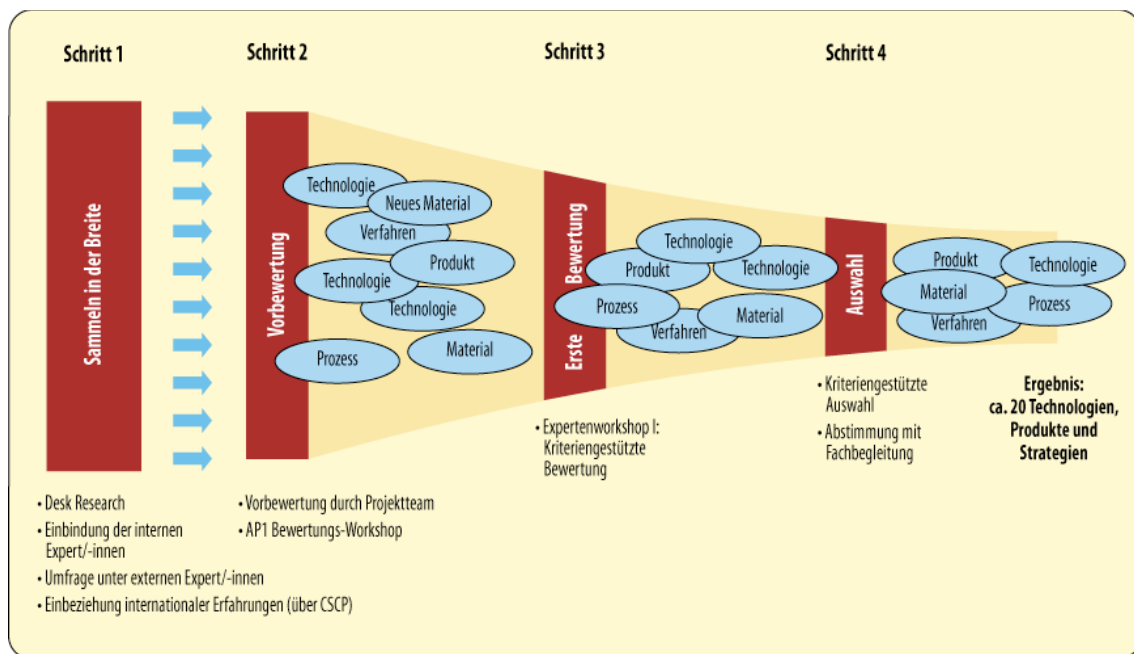 Schritt 1
Schritt 2
Schritt 3
Schritt 4
Sammeln in der Breite
Vorbewertung
Technologie
Neues Material
Verfahren
Produkt
Technologie
Technologie
Material
Prozess
Erste Bewertung
Technologie
Produkt
Technologie
Prozess
Material
Verfahren
Auswahl
Produkt
Technologie
Material
Prozess
Verfahren
• Desk Research
• Einbindung der internen
Expert/-innen
• Umfrage unter externen Expert/-innen
• Einbeziehung internationaler Erfahrungen (über CSCP)
• Vorbewertung durch Projektteam
• AP1 Bewertungs-Workshop
• Expertenworkshop I:
Kriteriengestützte
Bewertung
• Kriteriengestützte
Auswahl
• Abstimmung mit
Fachbegleitung
Ergebnis:
ca. 20 Technologien,
Produkte und
Strategien